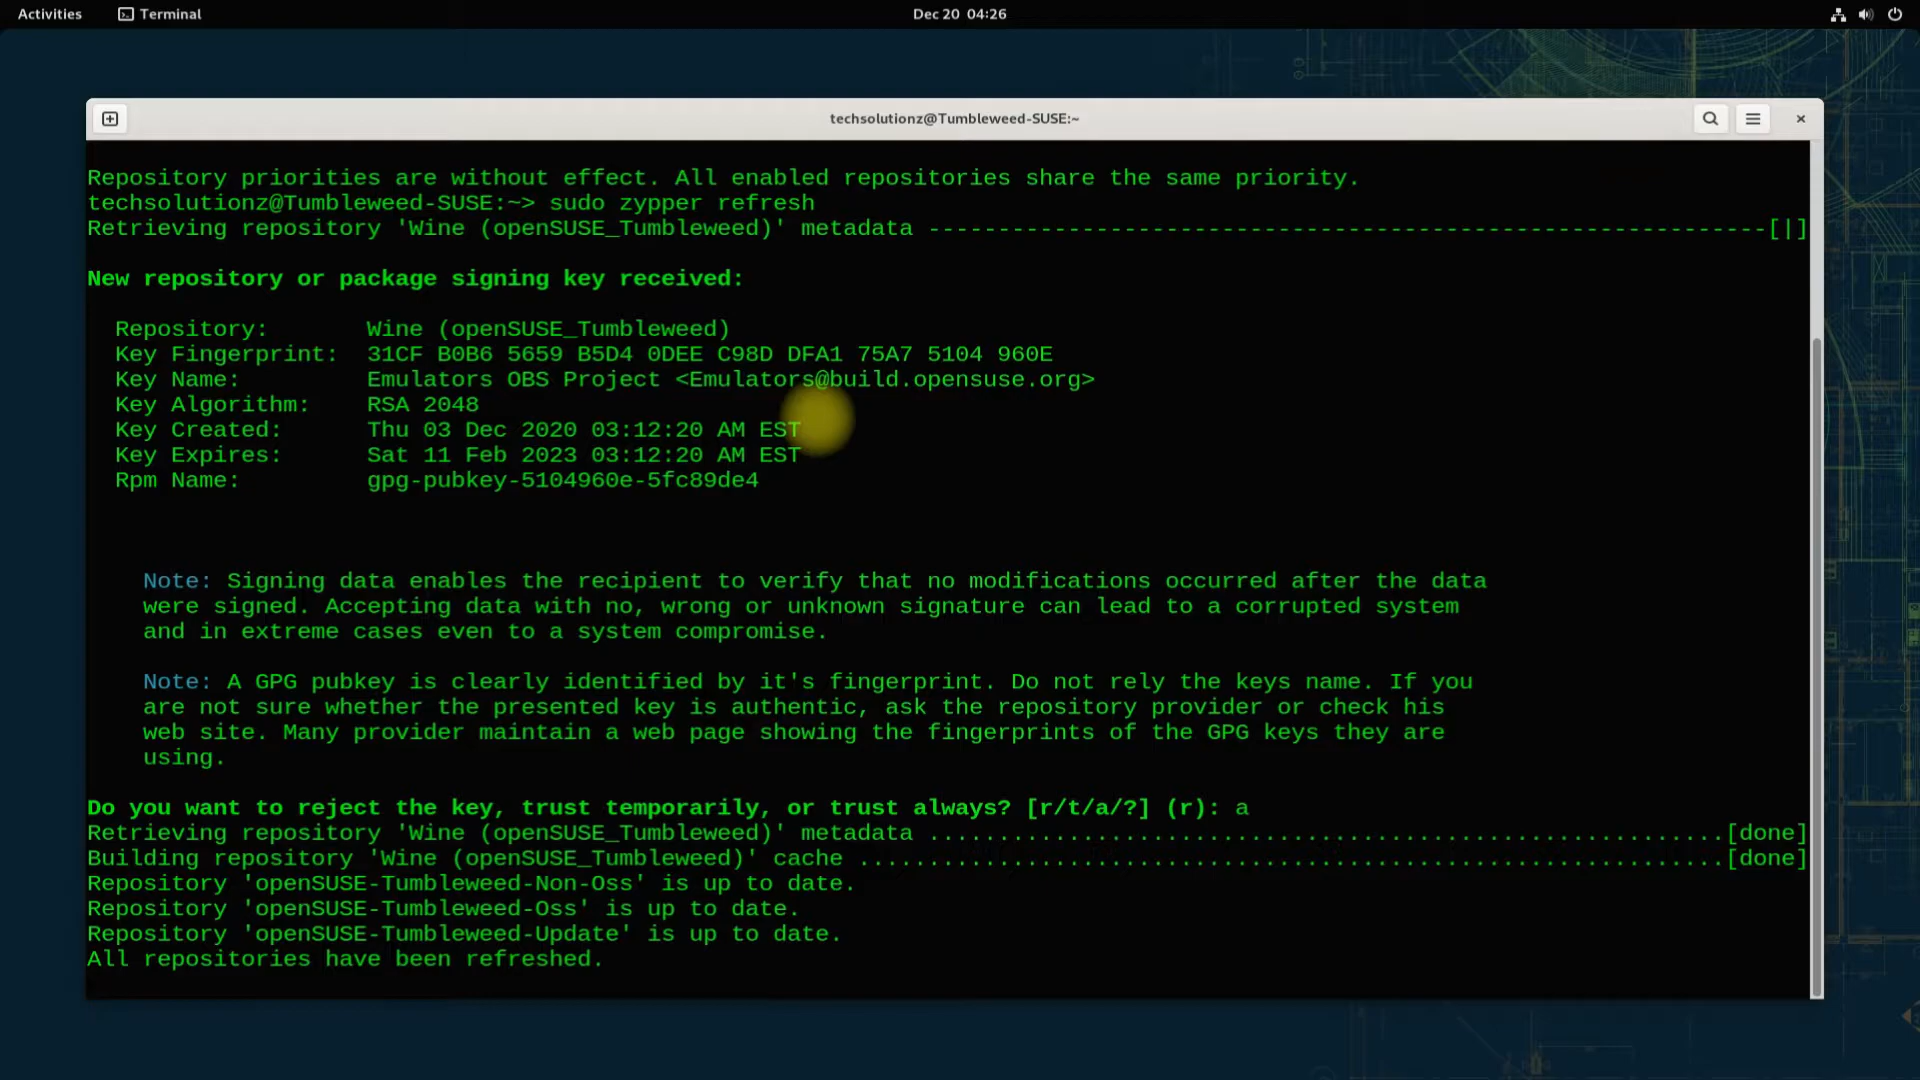 Activities Terminal Dec 20 04:26
techsolutionz@Tumbleweed-SUSE:~
Repository priorities are without effect. All enabled repositories share the same priority.
techsolutionz@Tumbleweed-SUSE:~> sudo zypper refresh
Retrieving repository 'Wine (openSUSE_Tumbleweed)' metadata ------------------------------------------------------------[|]
New repository or package signing key received:
Repository: Wine (openSUSE_Tumbleweed)
Key Fingerprint: 31CF B0B6 5659 B5D4 0DEE C98D DFA1 75A7 5104 960E
Key Name: Emulators OBS Project <Emulators@build.opensuse.org>
Key Algorithm: RSA 2048
Key Created: Thu 03 Dec 2020 03:12:20 AM EST
Key Expires: Sat 11 Feb 2023 03:12:20 AM EST
Rpm Name: gpg-pubkey-5104960e-5fc89de4
Note: Signing data enables the recipient to verify that no modifications occurred after the data
were signed. Accepting data with no, wrong or unknown signature can lead to a corrupted system
and in extreme cases even to a system compromise.
Note: A GPG pubkey is clearly identified by it's fingerprint. Do not rely the keys name. If you
are not sure whether the presented key is authentic, ask the repository provider or check his
web site. Many provider maintain a web page showing the fingerprints of the GPG keys they are
using.
Do you want to reject the key, trust temporarily, or trust always? [r/t/a/?] (r): a
Retrieving repository 'Wine (openSUSE_Tumbleweed)' metadata .........................................................[done]
Building repository 'Wine (openSUSE_Tumbleweed)' cache ..............................................................[done]
Repository 'openSUSE-Tumbleweed-Non-Oss' is up to date.
Repository 'openSUSE-Tumbleweed-Oss' is up to date.
Repository 'openSUSE-Tumbleweed-Update' is up to date.
All repositories have been refreshed.